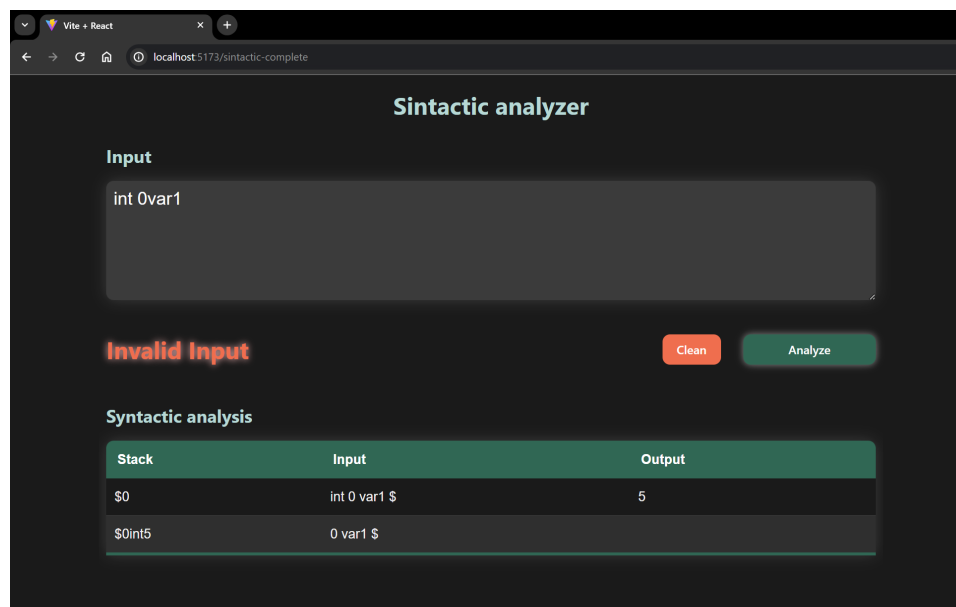 Vite + React
localhost:5173/sintactic-complete
Sintactic analyzer
Input
int 0var1
Invalid Input
Clean
Analyze
Syntactic analysis
Stack Input Output
$0 int 0 var1 $ 5
$0int5 0 var1 $